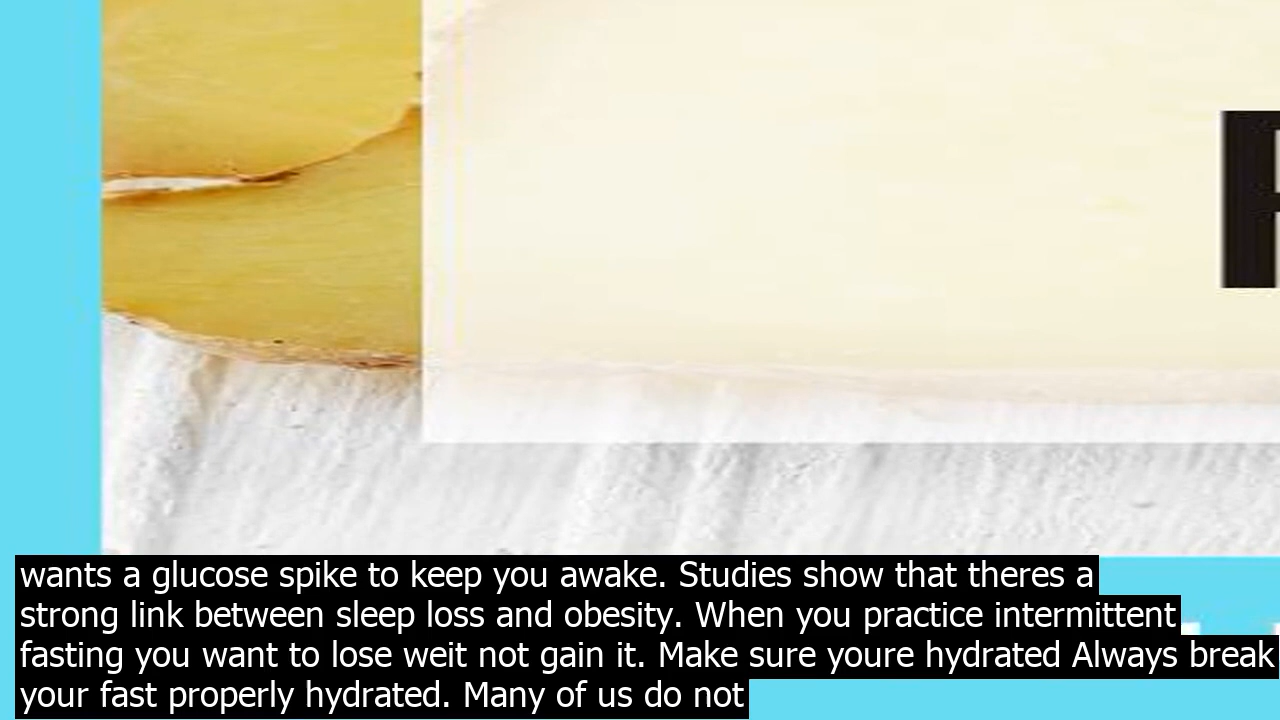 wants a glucose spike to keep you awake. Studies show that theres a
strong link between sleep loss and obesity. When you practice intermittent
fasting you want to lose weit not gain it. Make sure youre hydrated Always break
your fast properly hydrated. Many of us do not